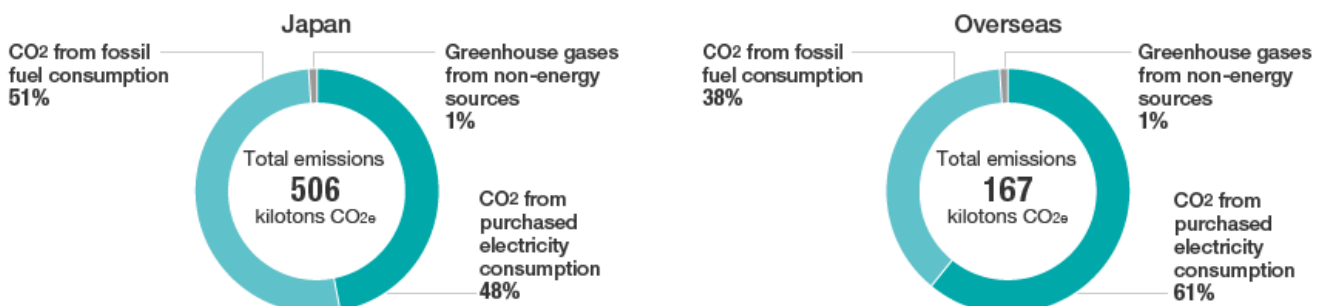 Japan
CO2 from fossil
fuel consumption
51%
Greenhouse gases
from non-energy
sources
1%
Total emissions
506
kilotons CO2e
CO2 from
purchased
electricity
consumption
48%
Overseas
CO2 from fossil
fuel consumption
38%
Greenhouse gases
from non-energy
sources
1%
Total emissions
167
kilotons CO2e
CO2 from
purchased
electricity
consumption
61%